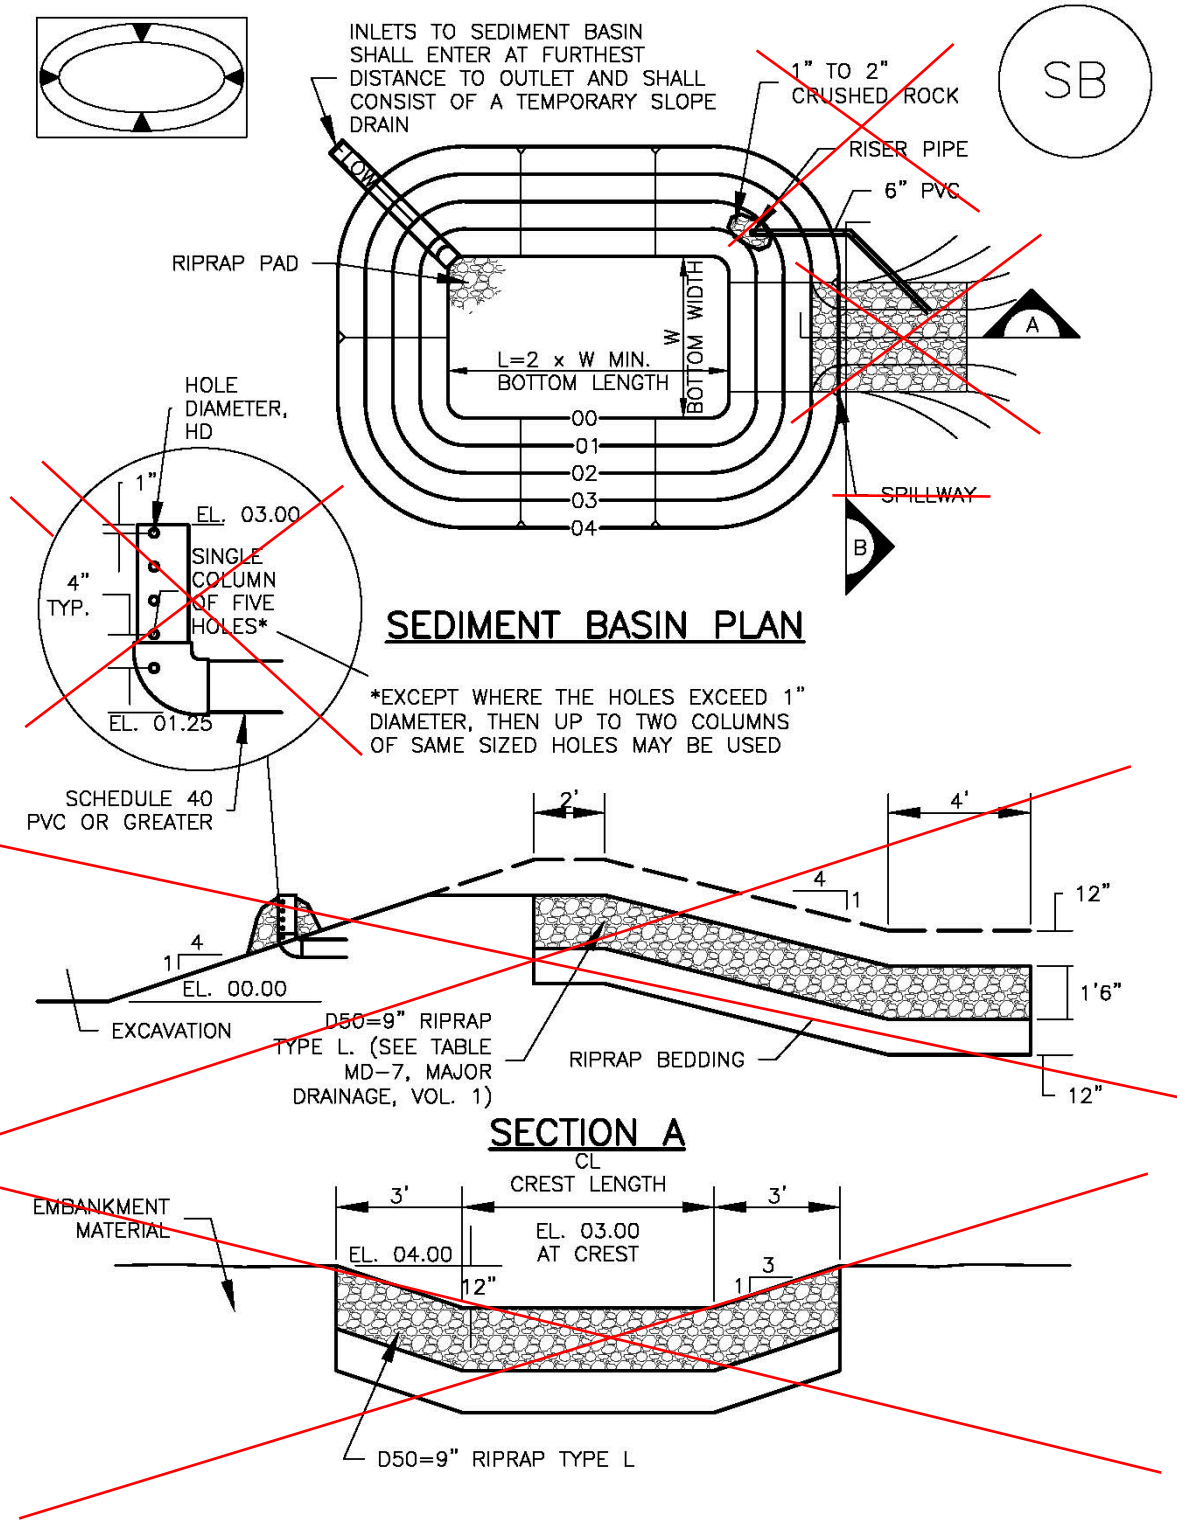 INLETS TO SEDIMENT BASIN
SHALL ENTER AT FURTHEST
DISTANCE TO OUTLET AND SHALL
CONSIST OF A TEMPORARY SLOPE
DRAIN
1" TO 2"
CRUSHED ROCK
SB
RISER PIPE
6" PVC
FLOW
RIPRAP PAD
W
BOTTOM WIDTH
L=2 x W MIN.
BOTTOM LENGTH
A
00
01
02
03
04
HOLE
DIAMETER,
HD
SPILLWAY
B
1"
EL. 03.00
SINGLE
COLUMN
OF FIVE
HOLES*
4"
TYP.
EL. 01.25
SEDIMENT BASIN PLAN
*EXCEPT WHERE THE HOLES EXCEED 1"
DIAMETER, THEN UP TO TWO COLUMNS
OF SAME SIZED HOLES MAY BE USED
SCHEDULE 40
PVC OR GREATER
2'
4'
4
1
12"
4
1
EL. 00.00
1'6"
EXCAVATION
D50=9" RIPRAP
TYPE L. (SEE TABLE
MD-7, MAJOR
DRAINAGE, VOL. 1)
RIPRAP BEDDING
12"
SECTION A
CL
CREST LENGTH
EMBANKMENT
MATERIAL
3'
3'
EL. 03.00
AT CREST
EL. 04.00
12"
3
1
D50=9" RIPRAP TYPE L